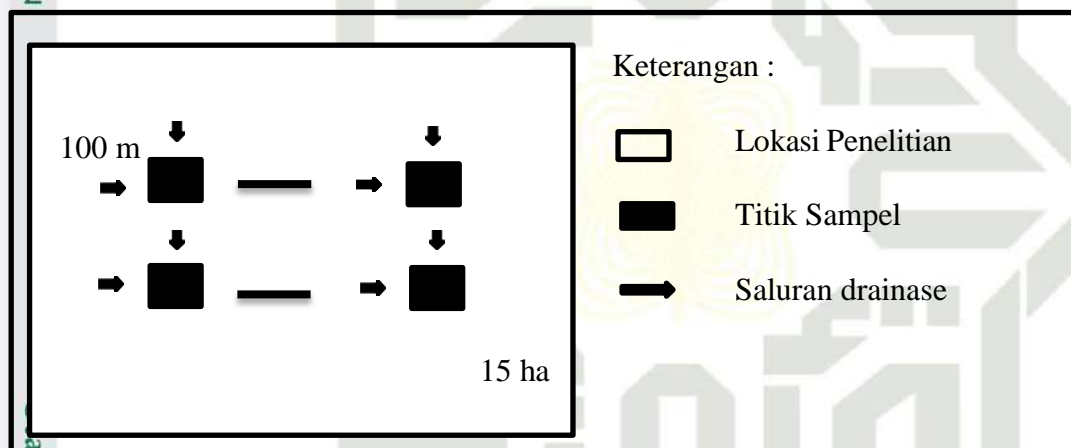 Keterangan :
100 m
Lokasi Penelitian
Titik Sampel
Saluran drainase
15 ha